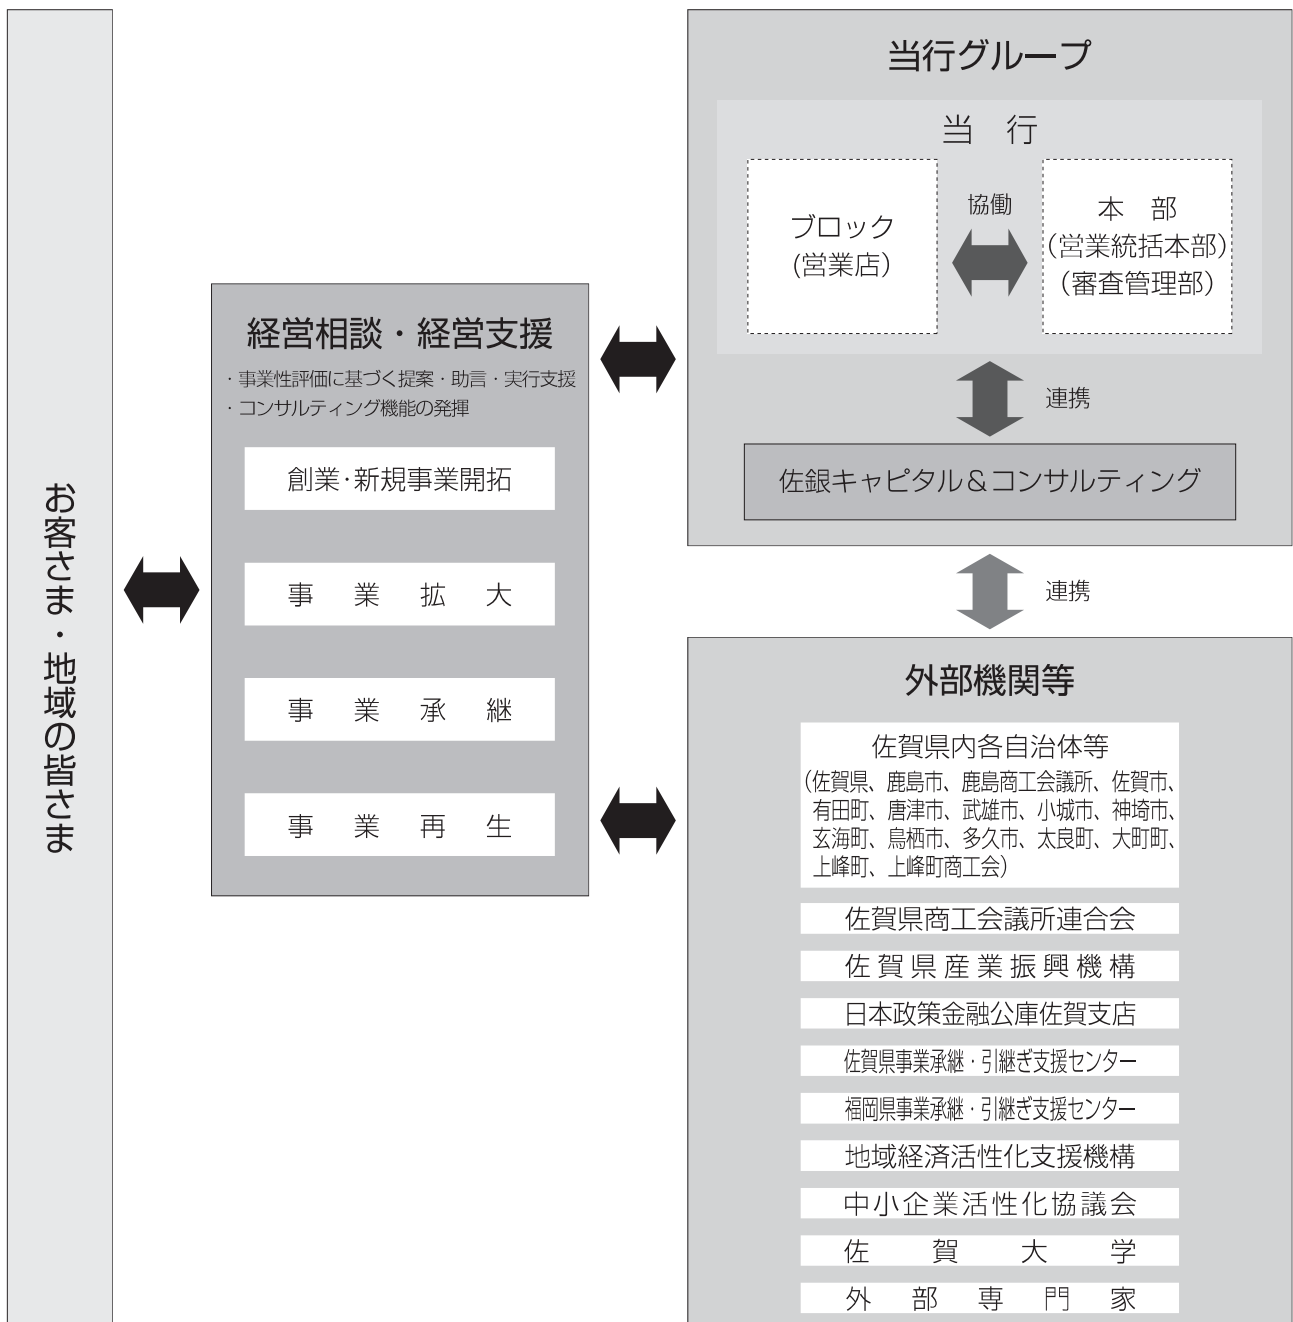 お客さま・地域の皆さま
経営相談・経営支援
・事業性評価に基づく提案・助言・実行支援
・コンサルティング機能の発揮
創業・新規事業開拓
事業拡大
事業承継
事業再生
当行グループ
当 行
ブロック
(営業店)
協働
本 部
(営業統括本部)
(審査管理部)
連携
佐銀キャピタル&コンサルティング
連携
外部機関等
佐賀県内各自治体等
(佐賀県、鹿島市、鹿島商工会議所、佐賀市、
有田町、唐津市、武雄市、小城市、神埼市、
玄海町、鳥栖市、多久市、太良町、大町町、
上峰町、上峰町商工会)
佐賀県商工会議所連合会
佐賀県産業振興機構
日本政策金融公庫佐賀支店
佐賀県事業承継・引継ぎ支援センター
福岡県事業承継・引継ぎ支援センター
地域経済活性化支援機構
中小企業活性化協議会
佐賀大学
外部専門家